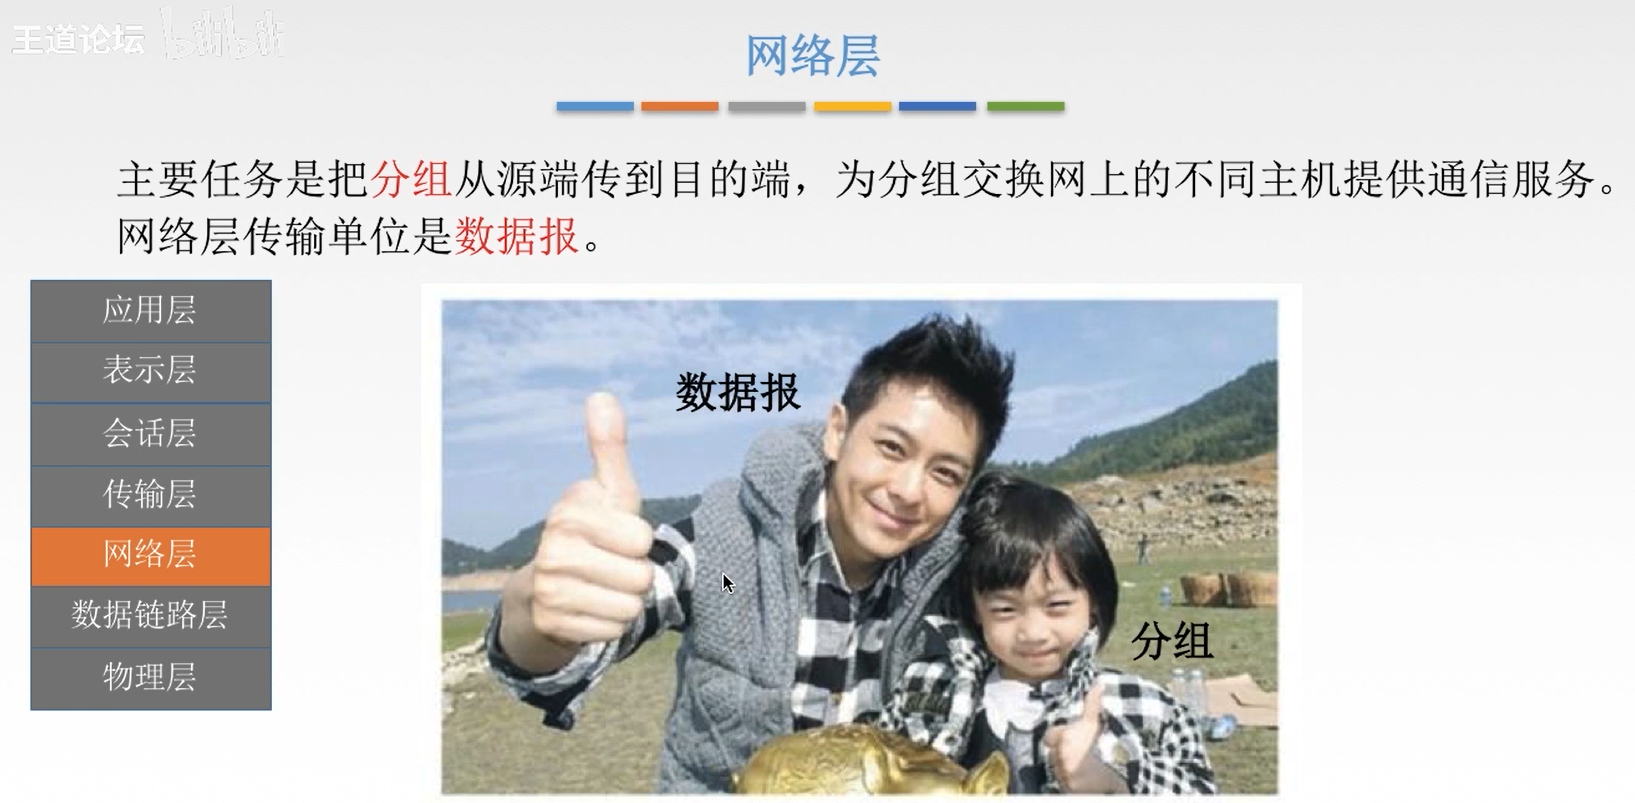 王道论坛 bilibili
网络层
主要任务是把分组从源端传到目的端，为分组交换网上的不同主机提供通信服务。
网络层传输单位是数据报。
应用层
表示层
会话层
传输层
网络层
数据链路层
物理层
数据报
分组